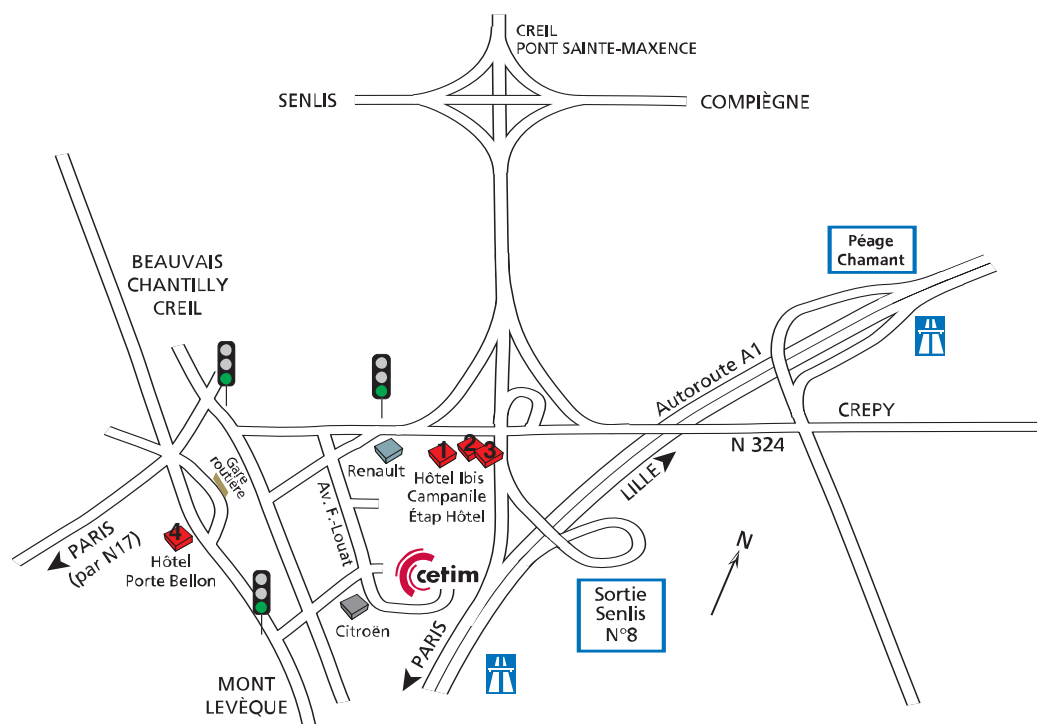 CREIL
PONT SAINTE-MAXENCE
SENLIS
COMPIÈGNE
Péage
Chamant
BEAUVAIS
CHANTILLY
CREIL
Autoroute A1
CREPY
N 324
LILLE
Renault
1
2
3
Hôtel Ibis
Campanile
Étap Hôtel
Gare
routière
Av. F.-Louat
4
Hôtel
Porte Bellon
PARIS
(par N17)
cetim
Citroën
N
Sortie
Senlis
N°8
PARIS
MONT
LEVÈQUE